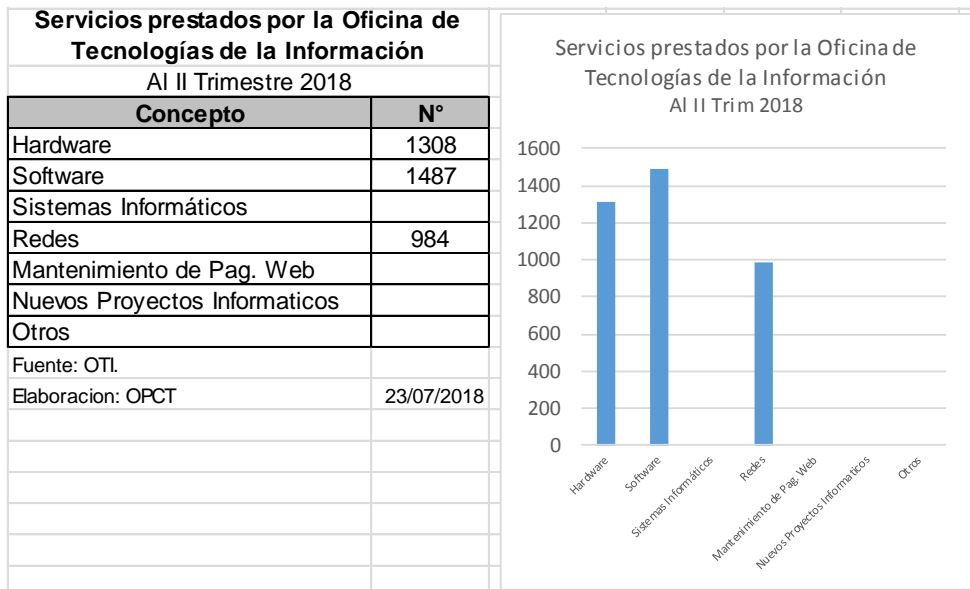 Servicios prestados por la Oficina de
Tecnologías de la Información
Al II Trimestre 2018
Concepto N°
Hardware 1308
Software 1487
Sistemas Informáticos
Redes 984
Mantenimiento de Pag. Web
Nuevos Proyectos Informaticos
Otros
Fuente: OTI.
Elaboracion: OPCT 23/07/2018
Servicios prestados por la Oficina de
Tecnologías de la Información
Al II Trim 2018
1600
1400
1200
1000
800
600
400
200
0
Hardware
Software
Sistemas Informáticos
Redes
Mantenimiento de Pag. Web
Nuevos Proyectos Informaticos
Otros